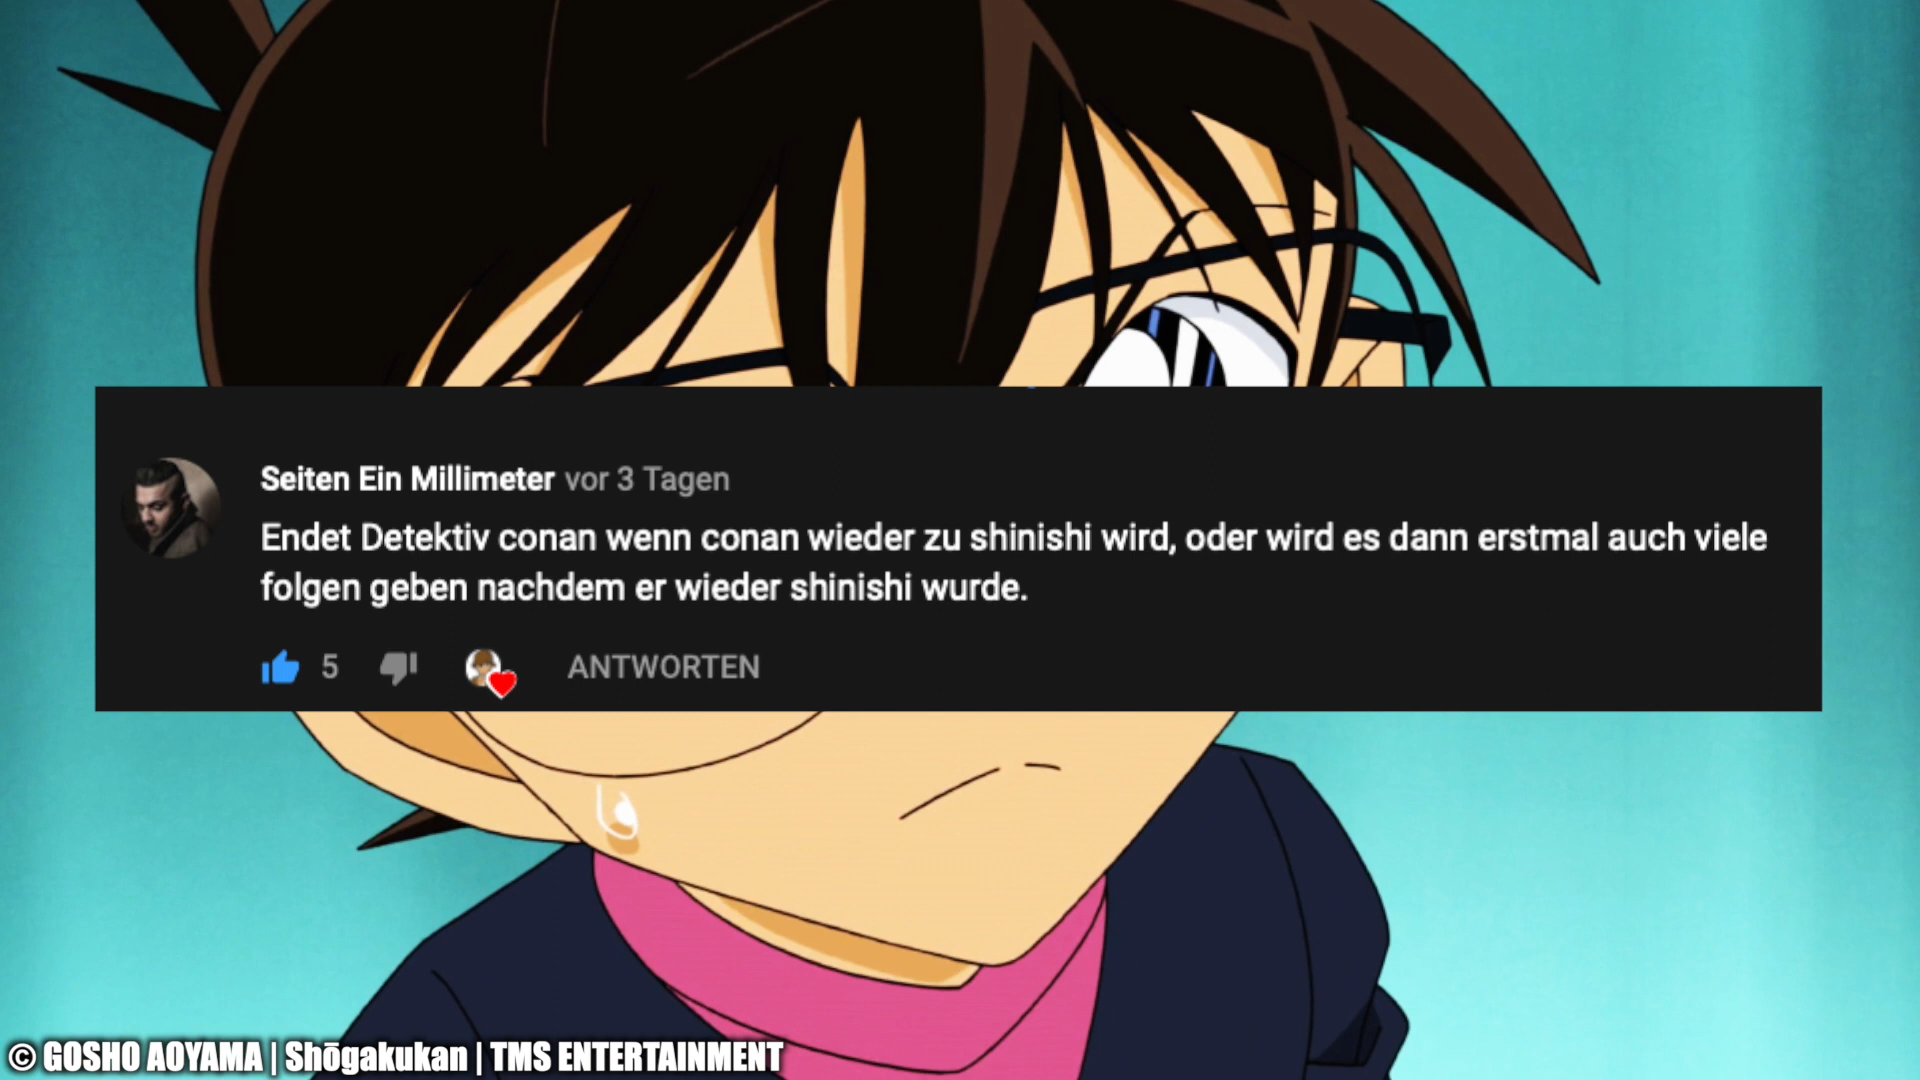 Seiten Ein Millimeter vor 3 Tagen
Endet Detektiv conan wenn conan wieder zu shinishi wird, oder wird es dann erstmal auch viele
folgen geben nachdem er wieder shinishi wurde.
5 ANTWORTEN
© GOSHO AOYAMA | Shōgakukan | TMS ENTERTAINMENT